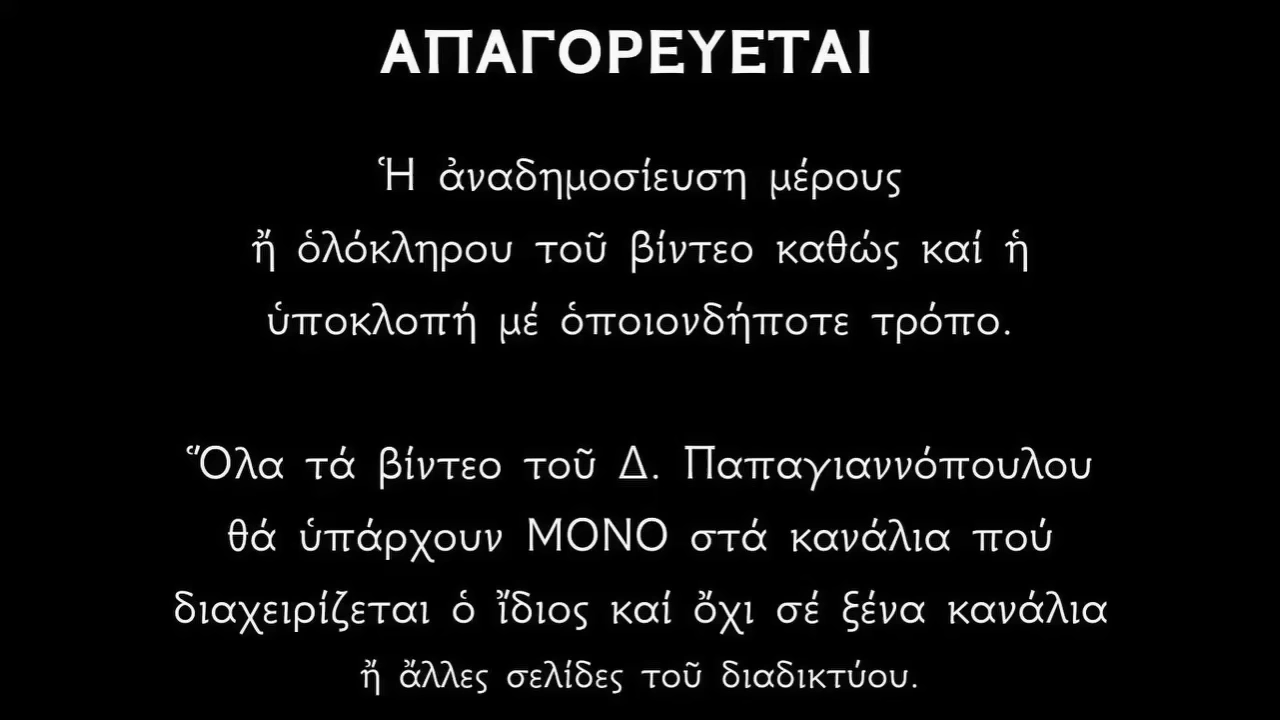 ΑΠΑΓΟΡΕΥΕΤΑΙ
Ἡ ἀναδημοσίευση μέρους
ἤ ὁλόκληρου τοῦ βίντεο καθώς καί ἡ
ὑποκλοπή μέ ὁποιονδήποτε τρόπο.
Ὅλα τά βίντεο τοῦ Δ. Παπαγιαννόπουλου
θά ὑπάρχουν ΜΟΝΟ στά κανάλια πού
διαχειρίζεται ὁ ἴδιος καί ὄχι σέ ξένα κανάλια
ἤ ἄλλες σελίδες τοῦ διαδικτύου.